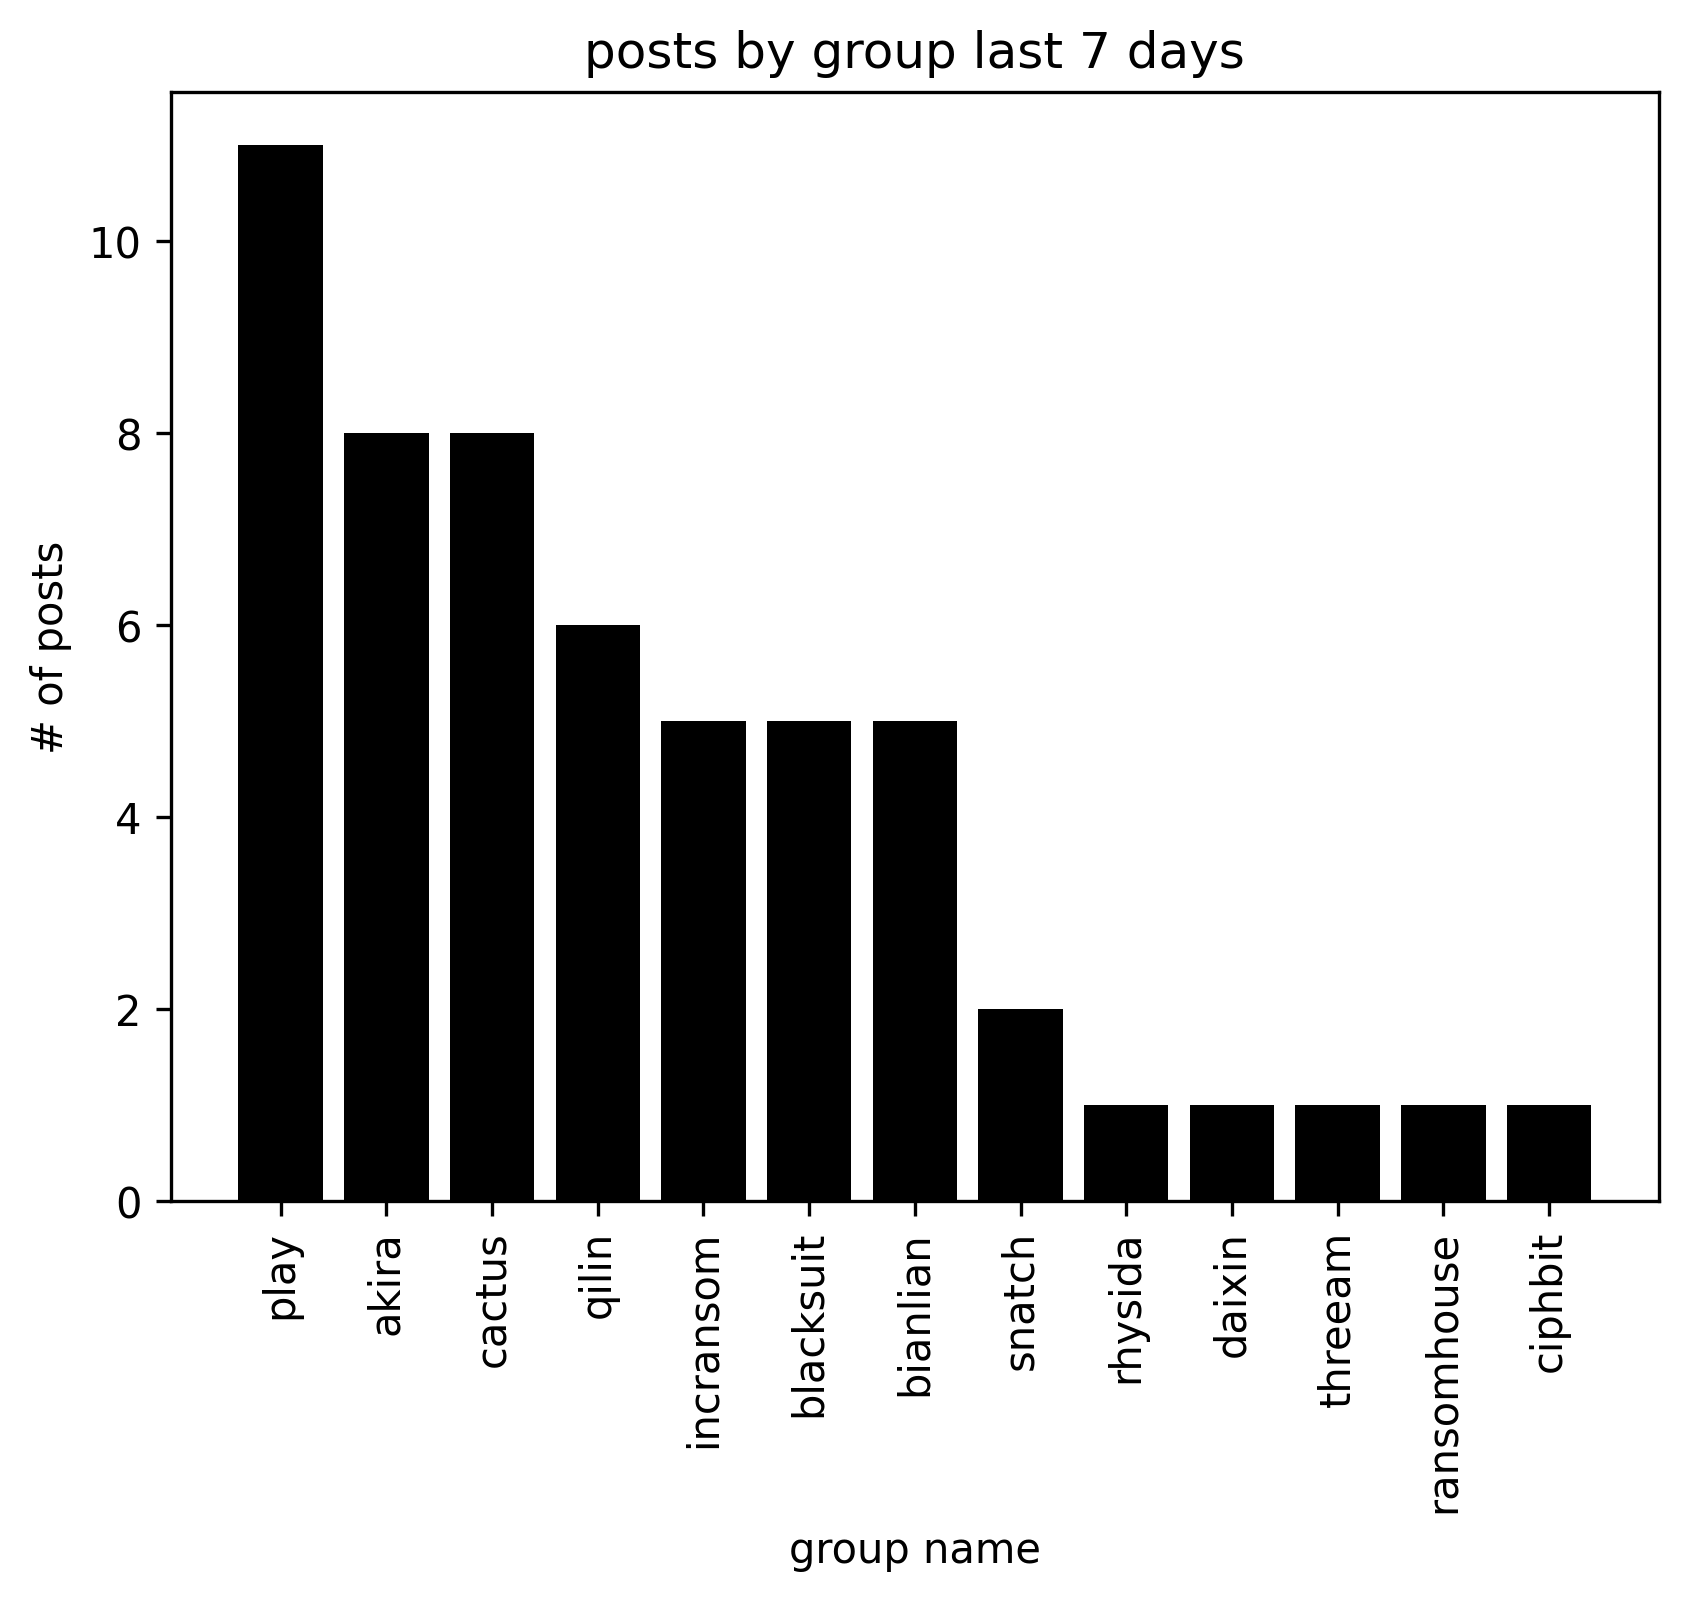 posts by group last 7 days
10
8
6
4
2
0
# of posts
play
akira
cactus
qilin
incransom
blacksuit
bianlian
snatch
rhysida
daixin
threeam
ransomhouse
ciphbit
group name